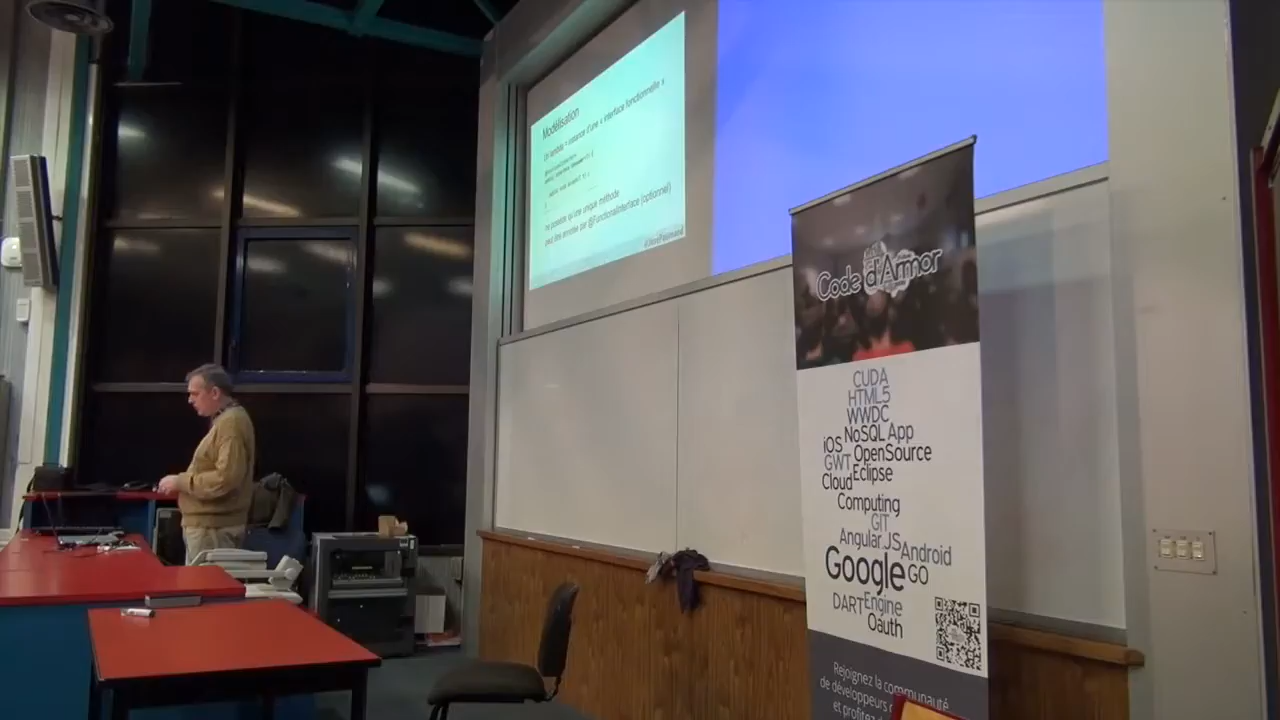 Modélisation
Un lambda = instance d'une « interface fonctionnelle »
ne possède qu'une unique méthode
peut être annotée par @FunctionalInterface (optionnel)
Code d'Armor
CUDA
HTML5
WWDC
NoSQL App
iOS
OpenSource
GWT
Eclipse
Cloud
Computing
GIT
Angular.JS
Android
Google
GO
DART
Engine
Oauth
Rejoignez la communauté
de développeurs
et profitez